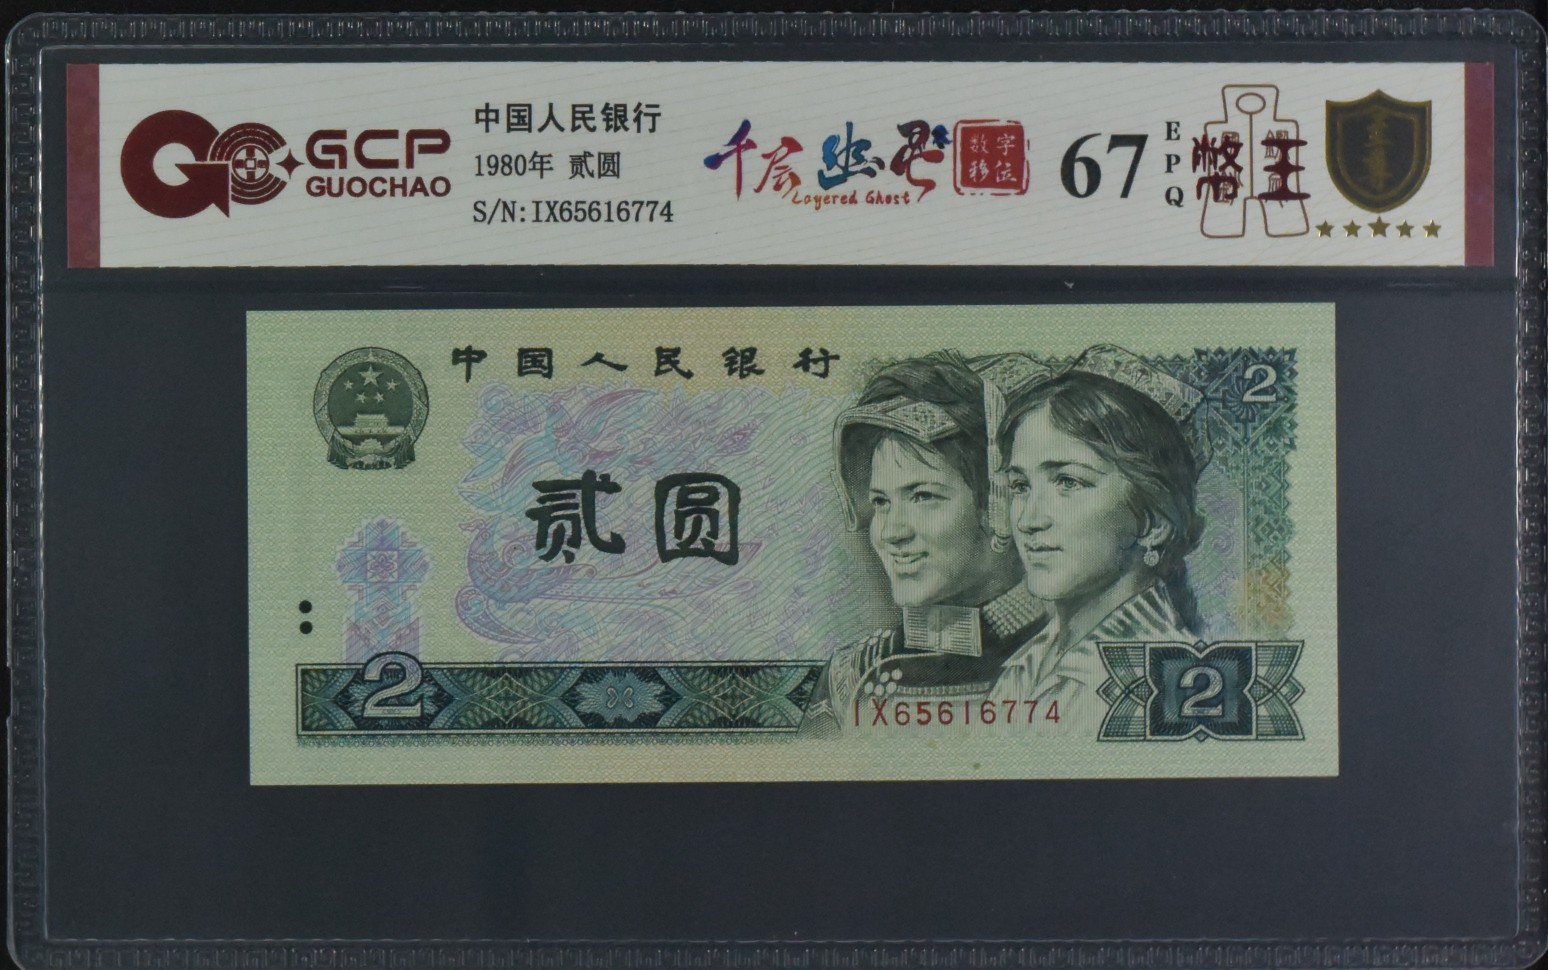 GCP
GUOCHAO
中国人民银行
1980年 贰圆
S/N:IX65616774
千层幽灵
Layered Ghost
数字
移位
67
EPQ
中国人民银行
2
贰圆
2
IX65616774
2